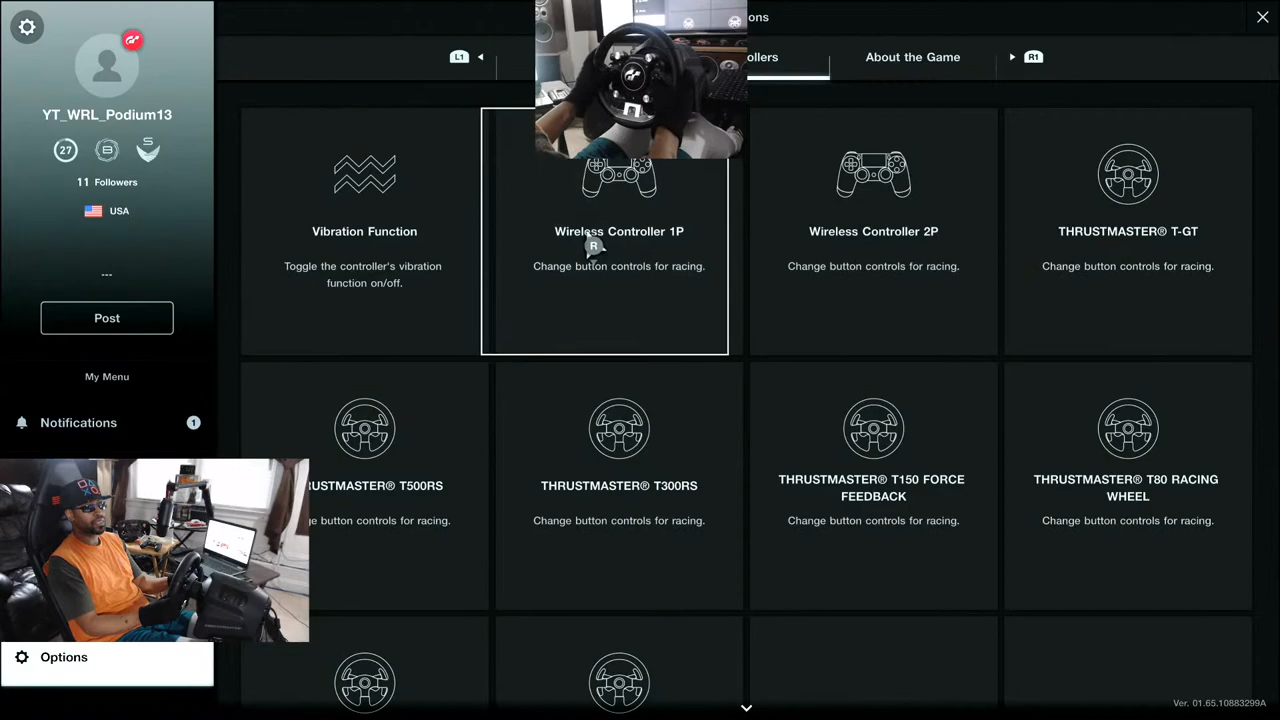 ons
L1
ollers
About the Game
R1
YT_WRL_Podium13
27
B
S
11 Followers
USA
---
Post
My Menu
Notifications
1
Options
Vibration Function
Toggle the controller's vibration
function on/off.
Wireless Controller 1P
R
Change button controls for racing.
Wireless Controller 2P
Change button controls for racing.
THRUSTMASTER® T-GT
Change button controls for racing.
RUSTMASTER® T500RS
ge button controls for racing.
THRUSTMASTER® T300RS
Change button controls for racing.
THRUSTMASTER® T150 FORCE
FEEDBACK
Change button controls for racing.
THRUSTMASTER® T80 RACING
WHEEL
Change button controls for racing.
Ver. 01.65.10883299A